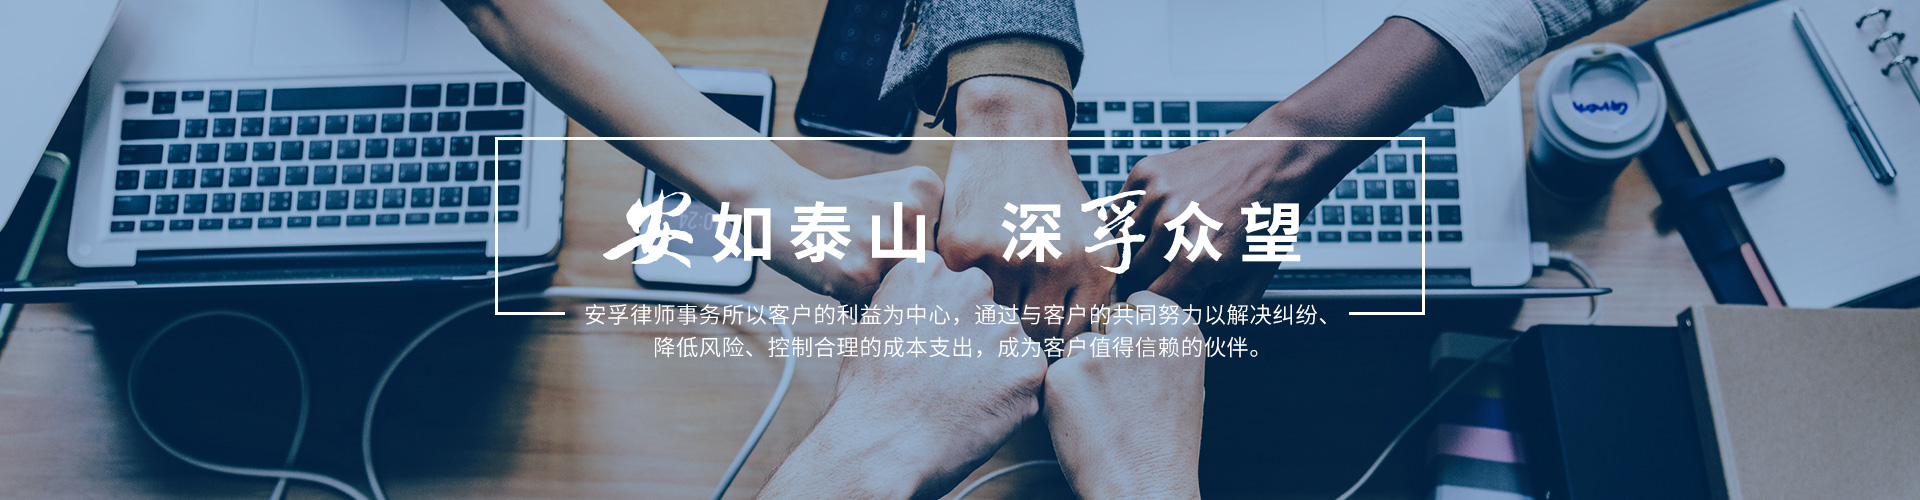 安如泰山 深孚众望
安孚律师事务所以客户的利益为中心，通过与客户的共同努力以解决纠纷、
降低风险、控制合理的成本支出，成为客户值得信赖的伙伴。